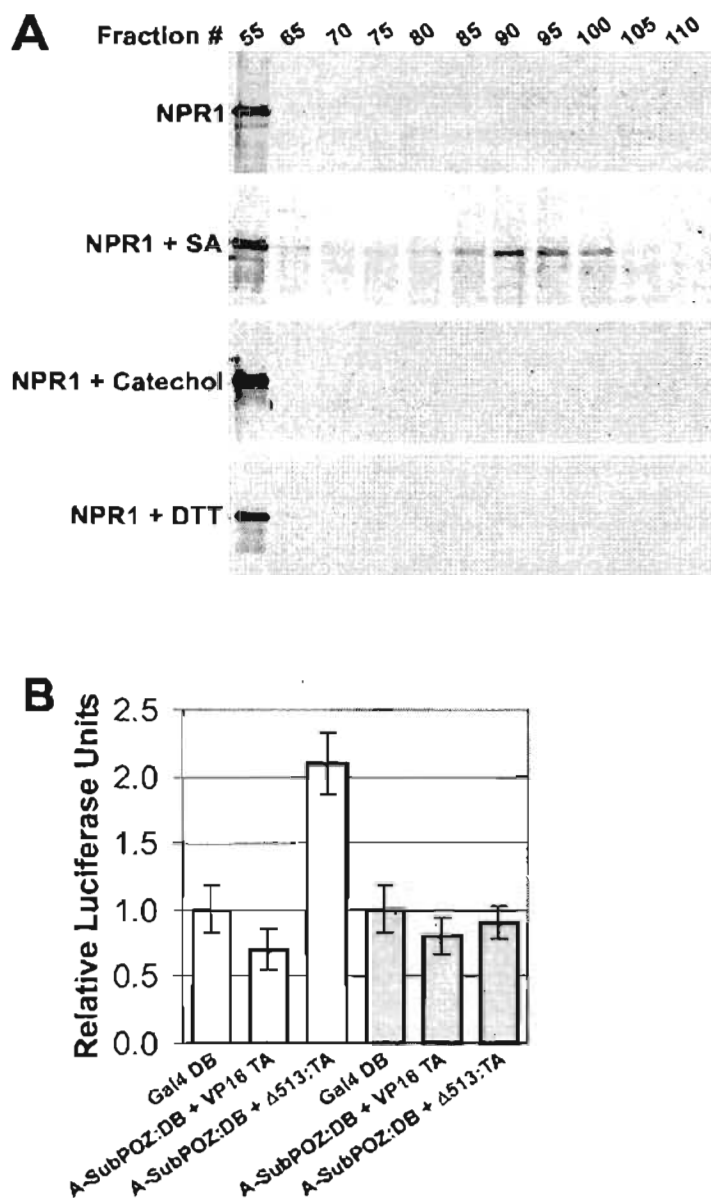 A
Fraction # 55 65 70 75 80 85 90 95 100 105 110
NPR1
NPR1 + SA
NPR1 + Catechol
NPR1 + DTT
B
Relative Luciferase Units
2.5
2.0
1.5
1.0
0.5
0.0
Gal4 DB
A-SubPOZ:DB + VP16 TA
A-SubPOZ:DB + Δ513::TA
Gal4 DB
A-SubPOZ:DB + VP16 TA
A-SubPOZ:DB + Δ513::TA